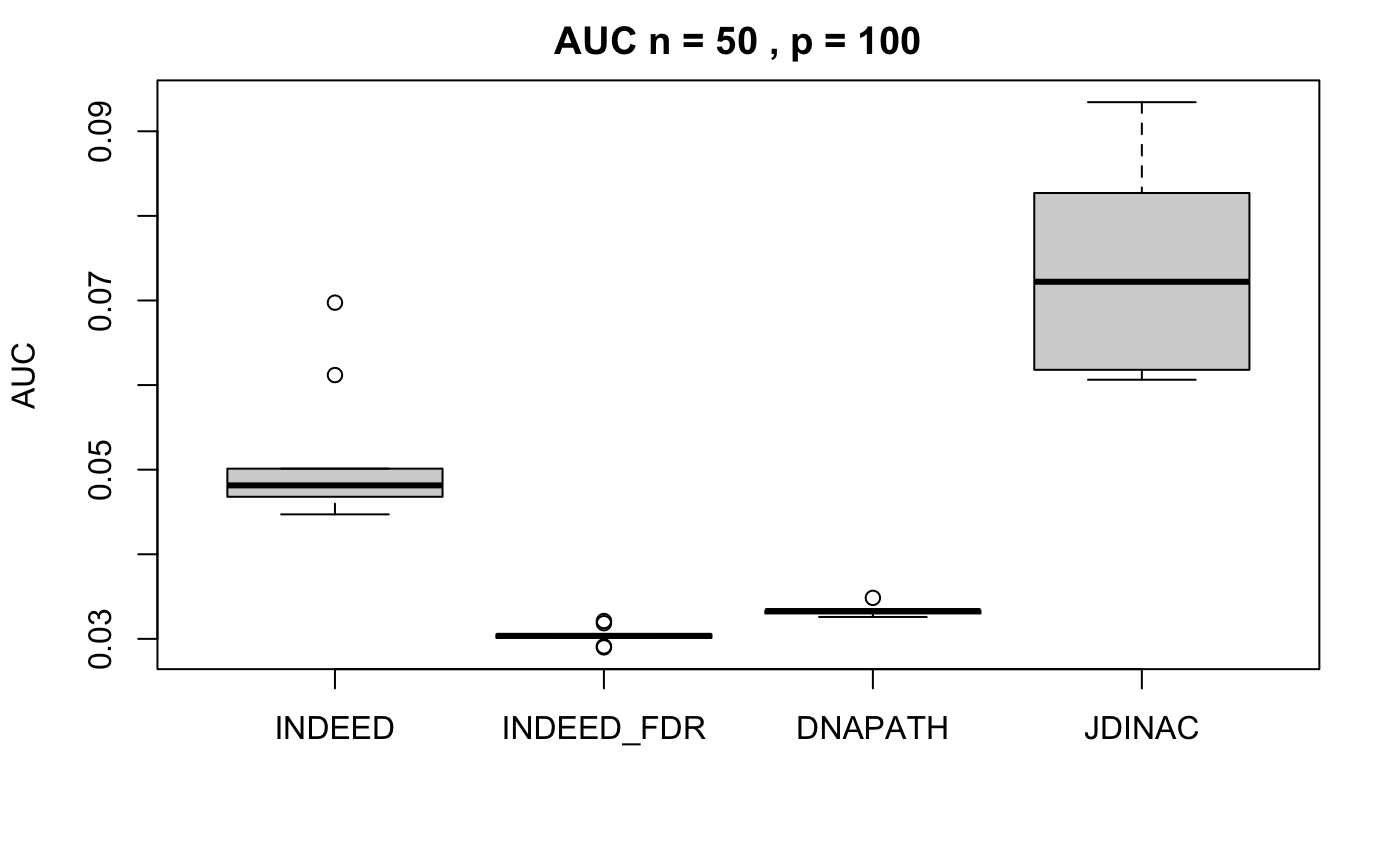 AUC n = 50 , p = 100
AUC
0.09
0.07
0.05
0.03
INDEED INDEED_FDR DNAPATH JDINAC